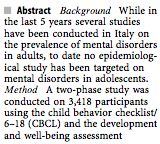 ■ Abstract Background While in
the last 5 years several studies
have been conducted in Italy on
the prevalence of mental disorders
in adults, to date no epidemiolog-
ical study has been targeted on
mental disorders in adolescents.
Method A two-phase study was
conducted on 3,418 participants
using the child behavior checklist/
6–18 (CBCL) and the development
and well-being assessment